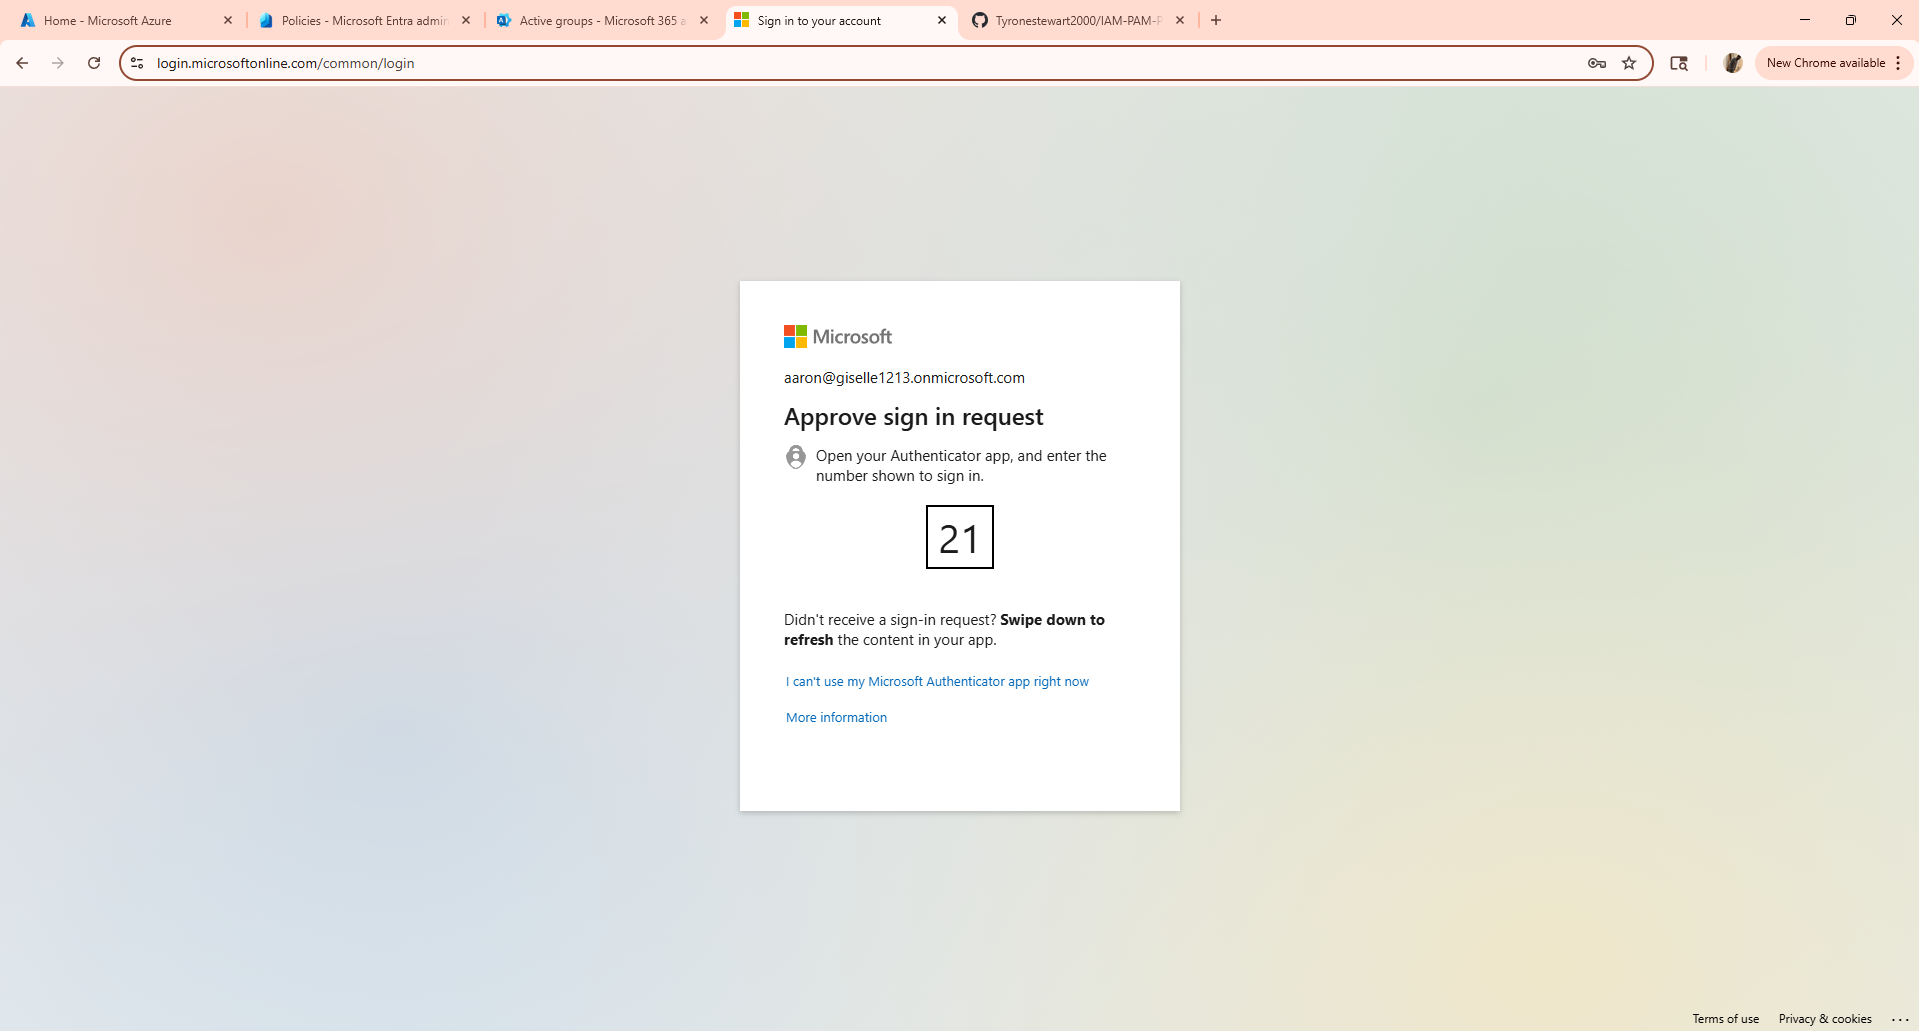 Home - Microsoft Azure
Policies - Microsoft Entra admin
Active groups - Microsoft 365 a
Sign in to your account
Tyronestewart2000/IAM-PAM-P
login.microsoftonline.com/common/login
New Chrome available
Microsoft
aaron@giselle1213.onmicrosoft.com
Approve sign in request
Open your Authenticator app, and enter the
number shown to sign in.
21
Didn't receive a sign-in request? Swipe down to
refresh the content in your app.
I can't use my Microsoft Authenticator app right now
More information
Terms of use
Privacy & cookies
...